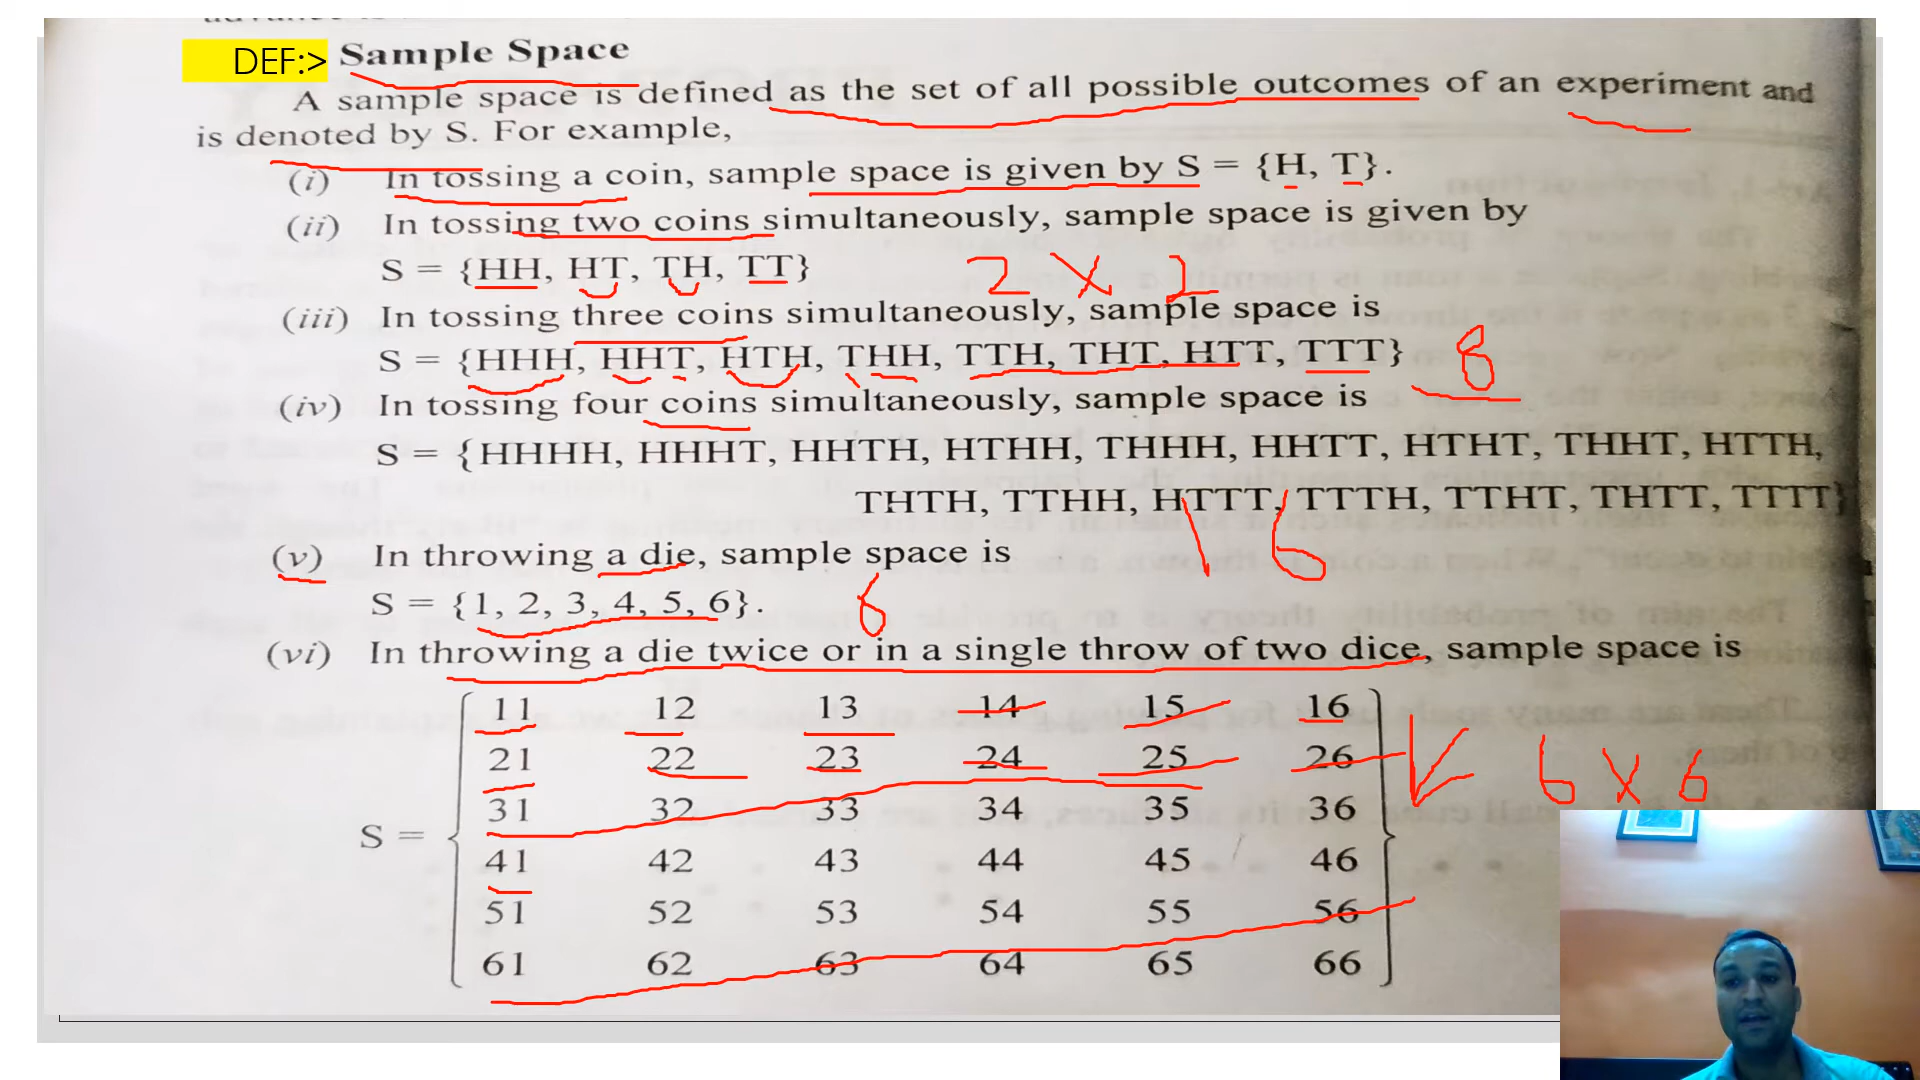 DEF:> Sample Space
A sample space is defined as the set of all possible outcomes of an experiment and
is denoted by S. For example,
(i) In tossing a coin, sample space is given by S = {H, T}.
(ii) In tossing two coins simultaneously, sample space is given by
S = {HH, HT, TH, TT} 2 X 2
(iii) In tossing three coins simultaneously, sample space is
S = {HHH, HHT, HTH, THH, TTH, THT, HTT, TTT} 8
(iv) In tossing four coins simultaneously, sample space is
S = {HHHH, HHHT, HHTH, HTHH, THHH, HHTT, HTHT, THHT, HTTH,
THTH, TTHH, HTTT, TTTH, TTHT, THTT, TTTT}
16
(v) In throwing a die, sample space is
S = {1, 2, 3, 4, 5, 6}. 6
(vi) In throwing a die twice or in a single throw of two dice, sample space is
11 12 13 14 15 16
21 22 23 24 25 26 6 X 6
31 32 33 34 35 36
S =
41 42 43 44 45 46
51 52 53 54 55 56
61 62 63 64 65 66